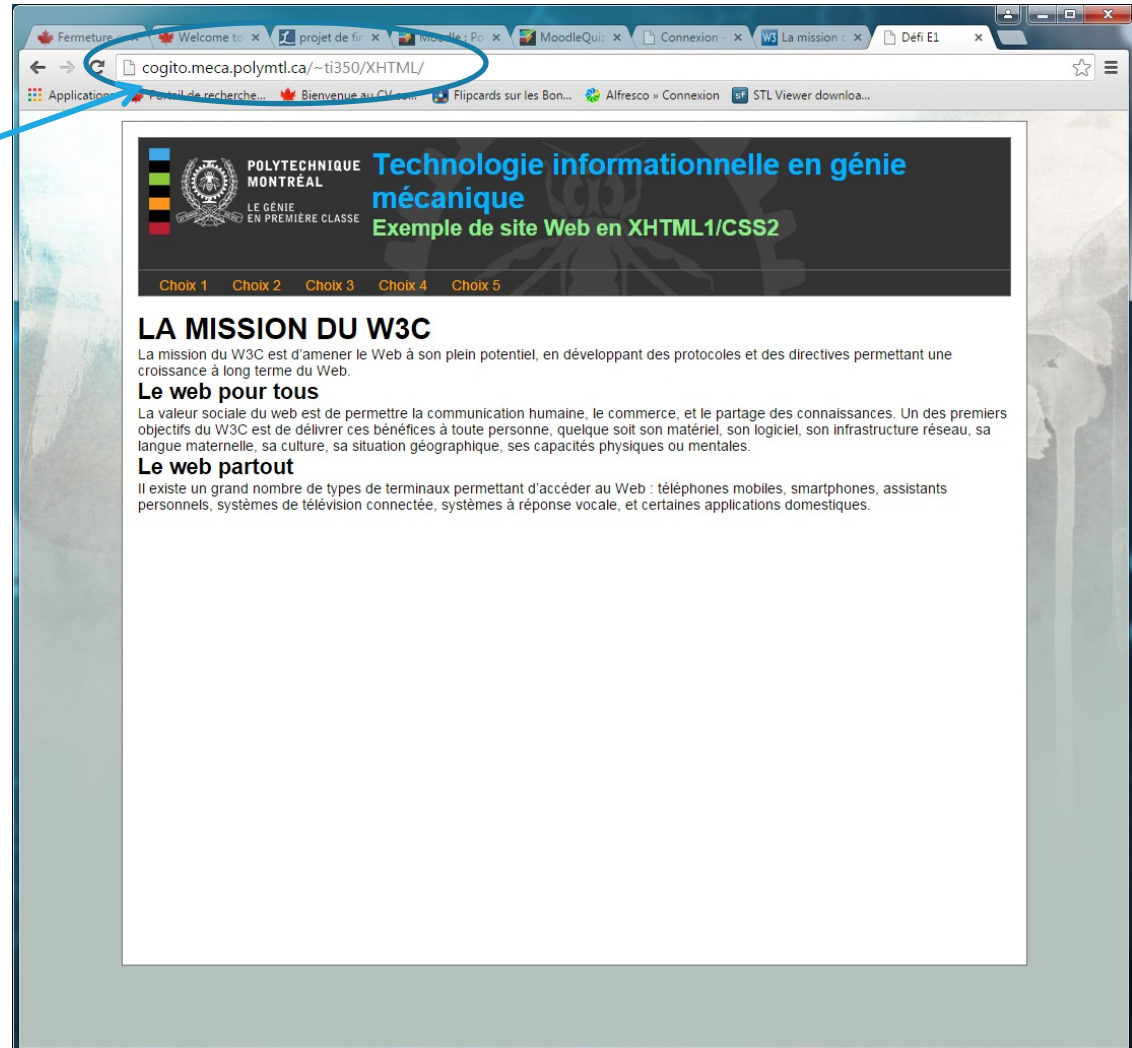 Fermeture
Welcome to
projet de fin
Moodle : Po
MoodleQuiz
Connexion -
La mission d
Défi E1
cogito.meca.polymtl.ca/~ti350/XHTML/
Applications
Portail de recherche...
Bienvenue au CV
Flipcards sur les Bon...
Alfresco » Connexion
STL Viewer downloa...
POLYTECHNIQUE
MONTRÉAL
LE GÉNIE
EN PREMIÈRE CLASSE
Technologie informationnelle en génie
mécanique
Exemple de site Web en XHTML1/CSS2
Choix 1 Choix 2 Choix 3 Choix 4 Choix 5
LA MISSION DU W3C
La mission du W3C est d'amener le Web à son plein potentiel, en développant des protocoles et des directives permettant une
croissance à long terme du Web.
Le web pour tous
La valeur sociale du web est de permettre la communication humaine, le commerce, et le partage des connaissances. Un des premiers
objectifs du W3C est de délivrer ces bénéfices à toute personne, quelque soit son matériel, son logiciel, son infrastructure réseau, sa
langue maternelle, sa culture, sa situation géographique, ses capacités physiques ou mentales.
Le web partout
Il existe un grand nombre de types de terminaux permettant d'accéder au Web : téléphones mobiles, smartphones, assistants
personnels, systèmes de télévision connectée, systèmes à réponse vocale, et certaines applications domestiques.